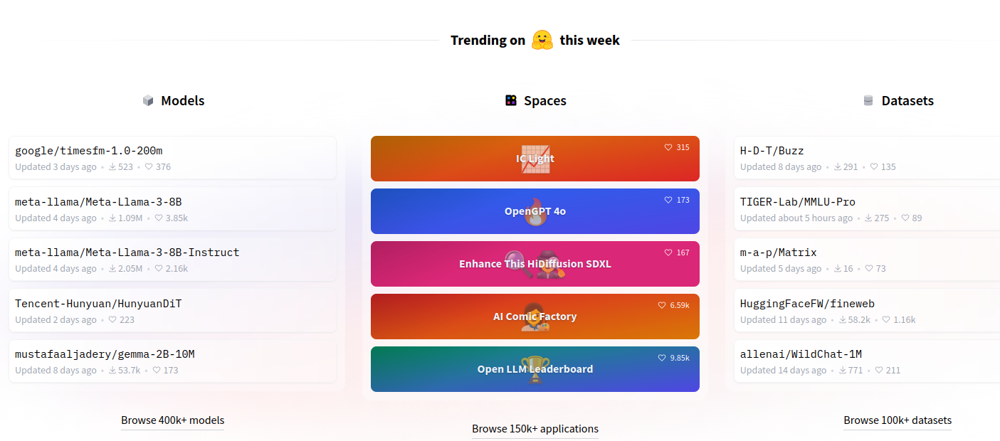 Trending on 🤗 this week
Models
google/timesfm-1.0-200m
Updated 3 days ago • 523 • 376
meta-llama/Meta-Llama-3-8B
Updated 4 days ago • 1.09M • 3.85k
meta-llama/Meta-Llama-3-8B-Instruct
Updated 4 days ago • 2.05M • 2.16k
Tencent-Hunyuan/HunyuanDiT
Updated 2 days ago • 223
mustafaaljadery/gemma-2B-10M
Updated 8 days ago • 53.7k • 173
Browse 400k+ models
Spaces
315
IC Light
173
OpenGPT 4o
167
Enhance This HiDiffusion SDXL
6.59k
AI Comic Factory
9.85k
Open LLM Leaderboard
Browse 150k+ applications
Datasets
H-D-T/Buzz
Updated 8 days ago • 291 • 135
TIGER-Lab/MMLU-Pro
Updated about 5 hours ago • 275 • 89
m-a-p/Matrix
Updated 5 days ago • 16 • 73
HuggingFaceFW/fineweb
Updated 11 days ago • 58.2k • 1.16k
allenai/WildChat-1M
Updated 14 days ago • 771 • 211
Browse 100k+ datasets